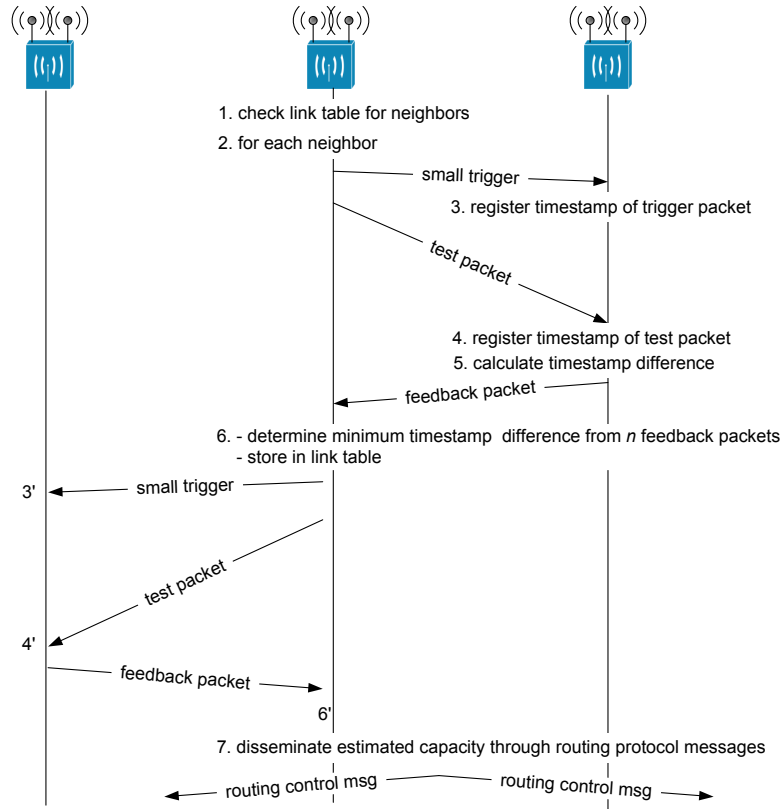 1. check link table for neighbors
2. for each neighbor
small trigger
3. register timestamp of trigger packet
test packet
4. register timestamp of test packet
5. calculate timestamp difference
feedback packet
6. - determine minimum timestamp difference from n feedback packets
- store in link table
small trigger
3'
test packet
4'
feedback packet
6'
7. disseminate estimated capacity through routing protocol messages
routing control msg
routing control msg